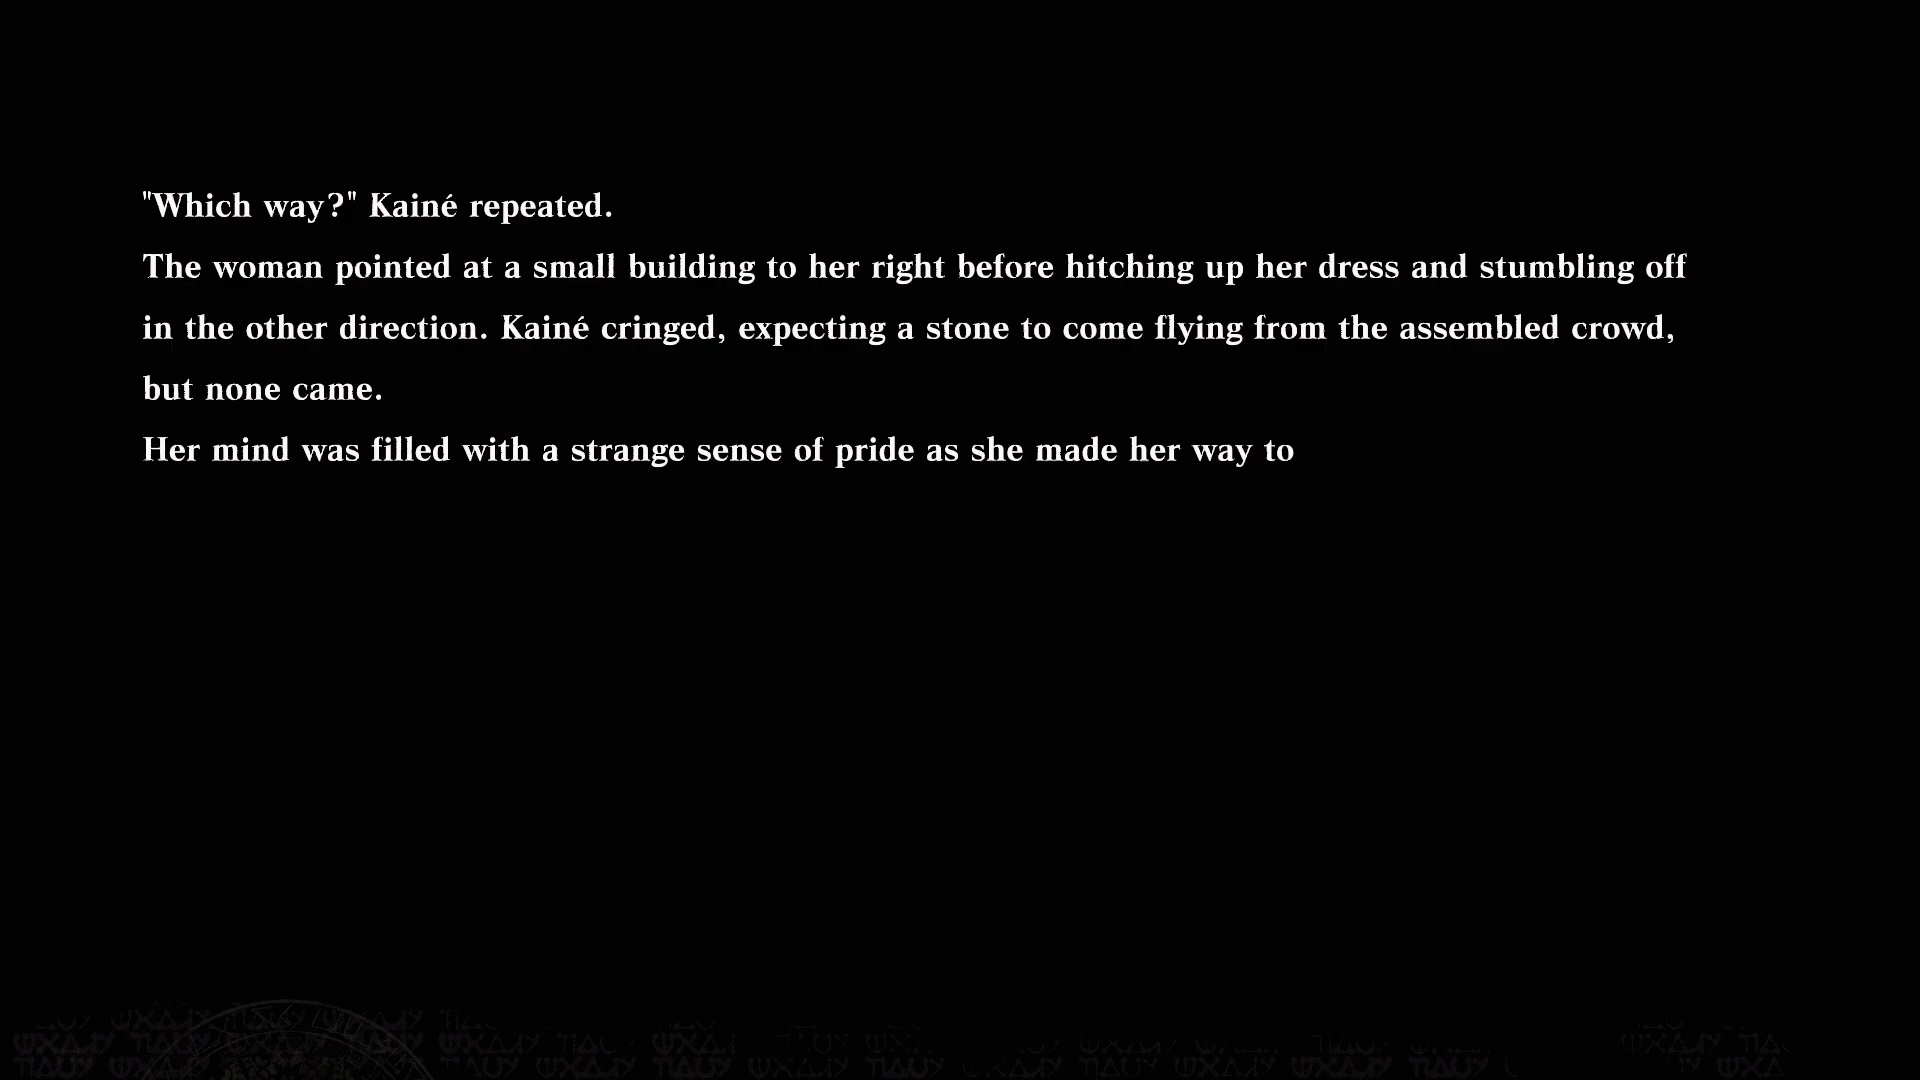 "Which way?" Kainé repeated.
The woman pointed at a small building to her right before hitching up her dress and stumbling off
in the other direction. Kainé cringed, expecting a stone to come flying from the assembled crowd,
but none came.
Her mind was filled with a strange sense of pride as she made her way to